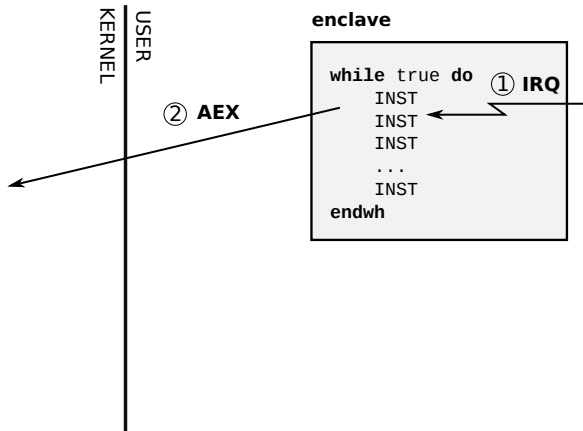 KERNEL
USER
enclave
while true do
INST
INST
INST
...
INST
endwh
① IRQ
② AEX